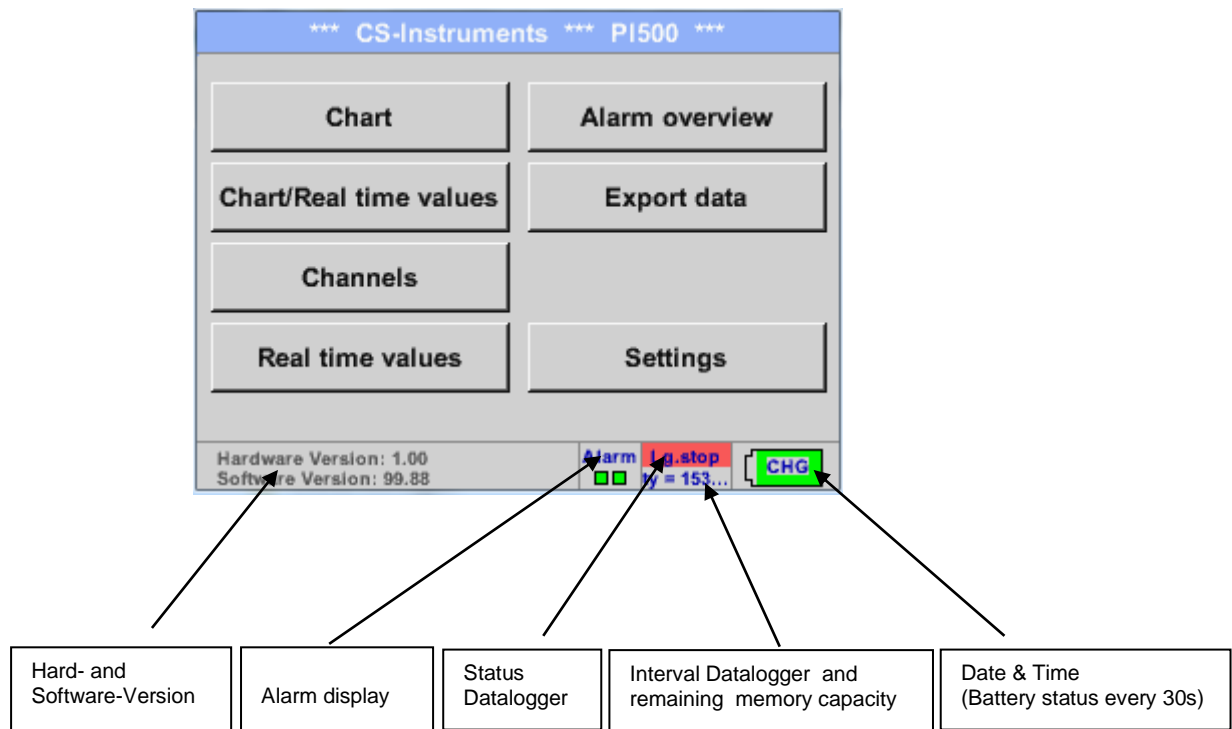 *** CS-Instruments *** PI500 ***
Chart
Alarm overview
Chart/Real time values
Export data
Channels
Real time values
Settings
Hardware Version: 1.00
Software Version: 99.88
Alarm
Lg.stop
ty = 153...
CHG
Hard- and
Software-Version
Alarm display
Status
Datalogger
Interval Datalogger and
remaining memory capacity
Date & Time
(Battery status every 30s)